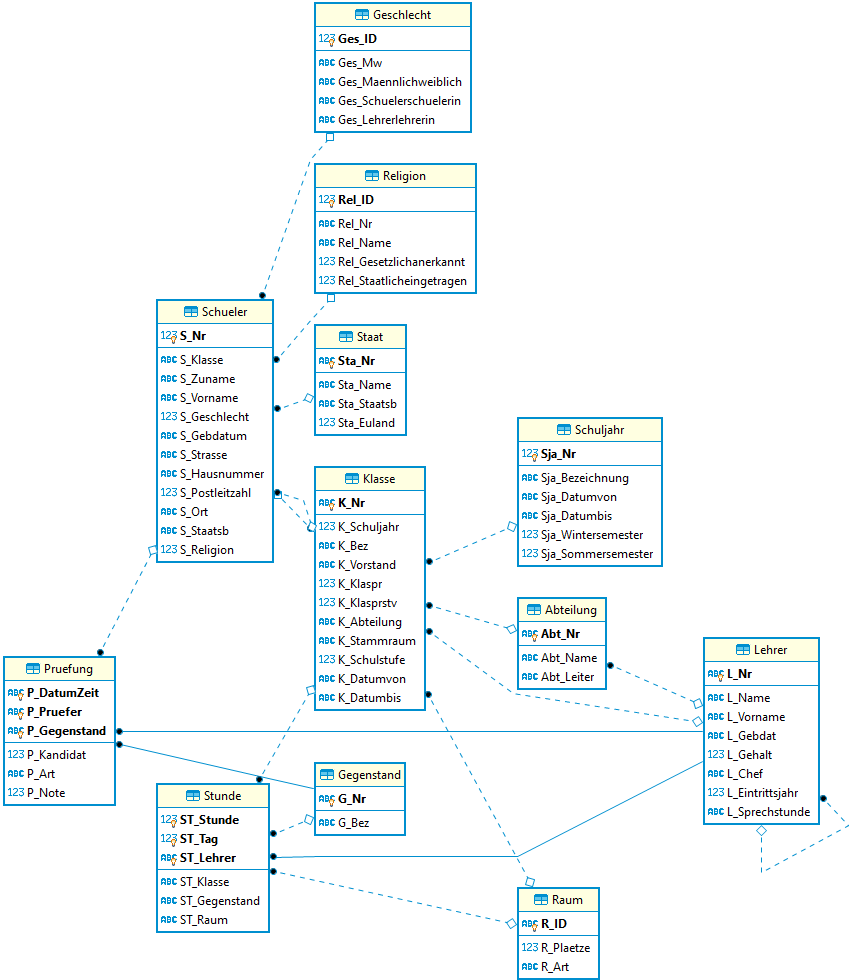 Geschlecht
123 Ges_ID
ABC Ges_Mw
ABC Ges_Maennlichweiblich
ABC Ges_Schuelerschuelerin
ABC Ges_Lehrerlehrerin
Religion
123 Rel_ID
ABC Rel_Nr
ABC Rel_Name
123 Rel_Gesetzlichanerkannt
123 Rel_Staatlicheingetragen
Schueler
123 S_Nr
ABC S_Klasse
ABC S_Zuname
ABC S_Vorname
123 S_Geschlecht
ABC S_Gebdatum
ABC S_Strasse
ABC S_Hausnummer
123 S_Postleitzahl
ABC S_Ort
ABC S_Staatsb
123 S_Religion
Staat
ABC Sta_Nr
ABC Sta_Name
ABC Sta_Staatsb
123 Sta_Euland
Klasse
ABC K_Nr
123 K_Schuljahr
ABC K_Bez
ABC K_Vorstand
123 K_Klaspr
123 K_Klasprstv
ABC K_Abteilung
ABC K_Stammraum
123 K_Schulstufe
ABC K_Datumvon
ABC K_Datumbis
Schuljahr
123 Sja_Nr
ABC Sja_Bezeichnung
ABC Sja_Datumvon
ABC Sja_Datumbis
123 Sja_Wintersemester
123 Sja_Sommersemester
Abteilung
ABC Abt_Nr
ABC Abt_Name
ABC Abt_Leiter
Lehrer
ABC L_Nr
ABC L_Name
ABC L_Vorname
ABC L_Gebdat
123 L_Gehalt
ABC L_Chef
123 L_Eintrittsjahr
ABC L_Sprechstunde
Pruefung
ABC P_DatumZeit
ABC P_Pruefer
ABC P_Gegenstand
123 P_Kandidat
ABC P_Art
123 P_Note
Gegenstand
ABC G_Nr
ABC G_Bez
Stunde
123 ST_Stunde
123 ST_Tag
ABC ST_Lehrer
ABC ST_Klasse
ABC ST_Gegenstand
ABC ST_Raum
Raum
ABC R_ID
123 R_Plaetze
ABC R_Art